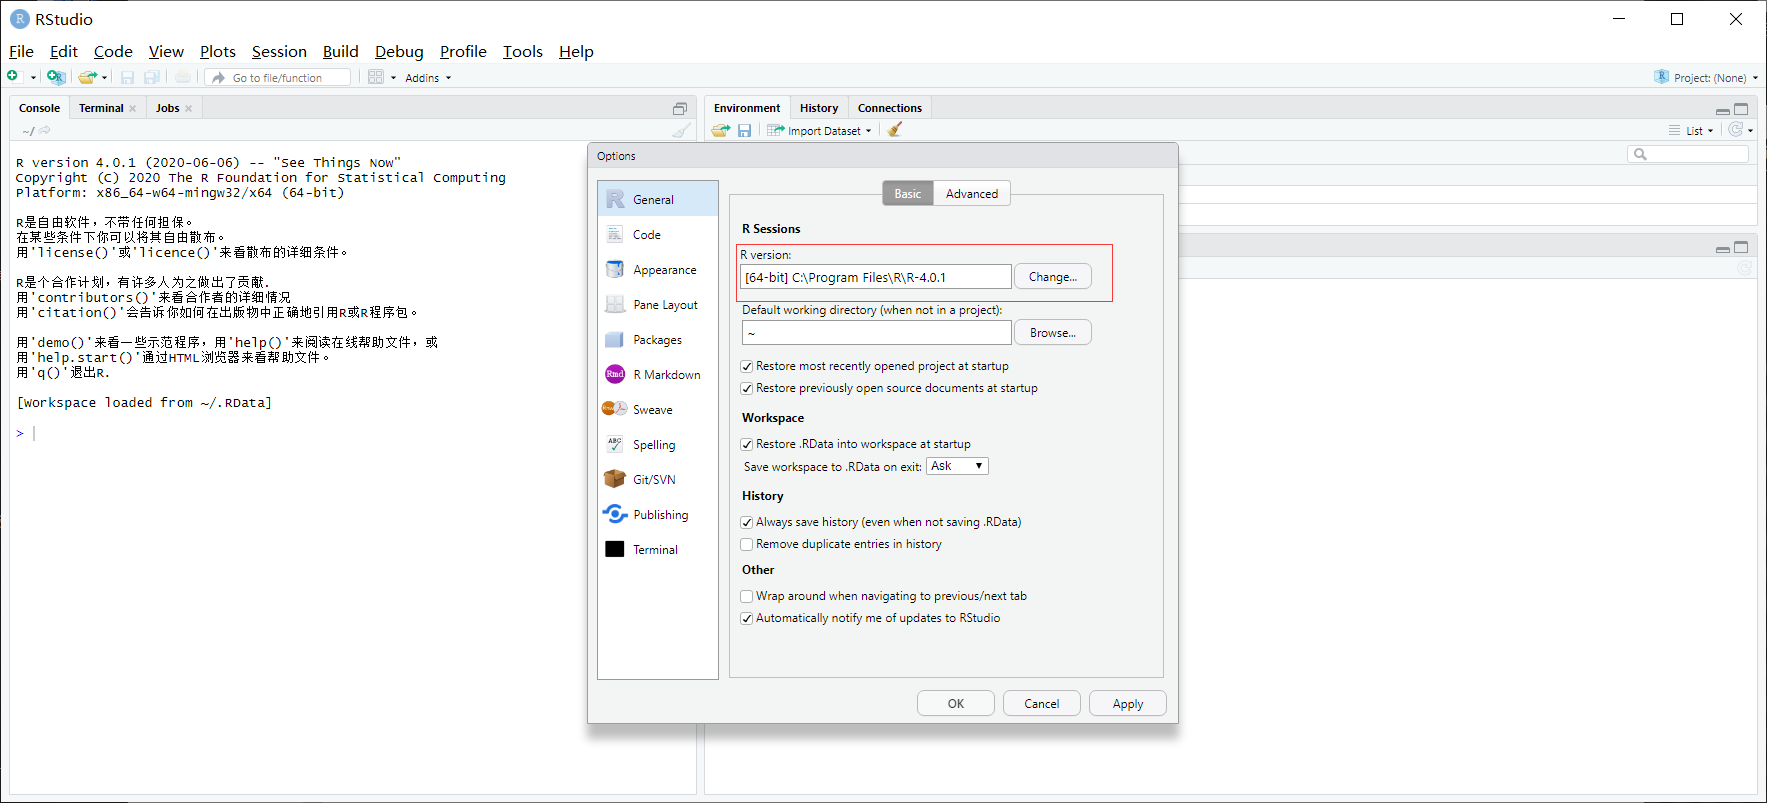 RStudio
File Edit Code View Plots Session Build Debug Profile Tools Help
Go to file/function Addins Project: (None)
Console Terminal Jobs
~/
R version 4.0.1 (2020-06-06) -- "See Things Now"
Copyright (C) 2020 The R Foundation for Statistical Computing
Platform: x86_64-w64-mingw32/x64 (64-bit)
R是自由软件，不带任何担保。
在某些条件下你可以将其自由散布。
用'license()'或'licence()'来看散布的详细条件。
R是个合作计划，有许多人为之做出了贡献.
用'contributors()'来看合作者的详细情况
用'citation()'会告诉你如何在出版物中正确地引用R或R程序包。
用'demo()'来看一些示范程序，用'help()'来阅读在线帮助文件，或
用'help.start()'通过HTML浏览器来看帮助文件。
用'q()'退出R.
[Workspace loaded from ~/.RData]
>
Environment History Connections
Import Dataset List
Options
General
Code
Appearance
Pane Layout
Packages
Rmd R Markdown
Sweave
ABC Spelling
Git/SVN
Publishing
Terminal
Basic Advanced
R Sessions
R version:
[64-bit] C:\Program Files\R\R-4.0.1 Change...
Default working directory (when not in a project):
~ Browse...
Restore most recently opened project at startup
Restore previously open source documents at startup
Workspace
Restore .RData into workspace at startup
Save workspace to .RData on exit: Ask
History
Always save history (even when not saving .RData)
Remove duplicate entries in history
Other
Wrap around when navigating to previous/next tab
Automatically notify me of updates to RStudio
OK Cancel Apply